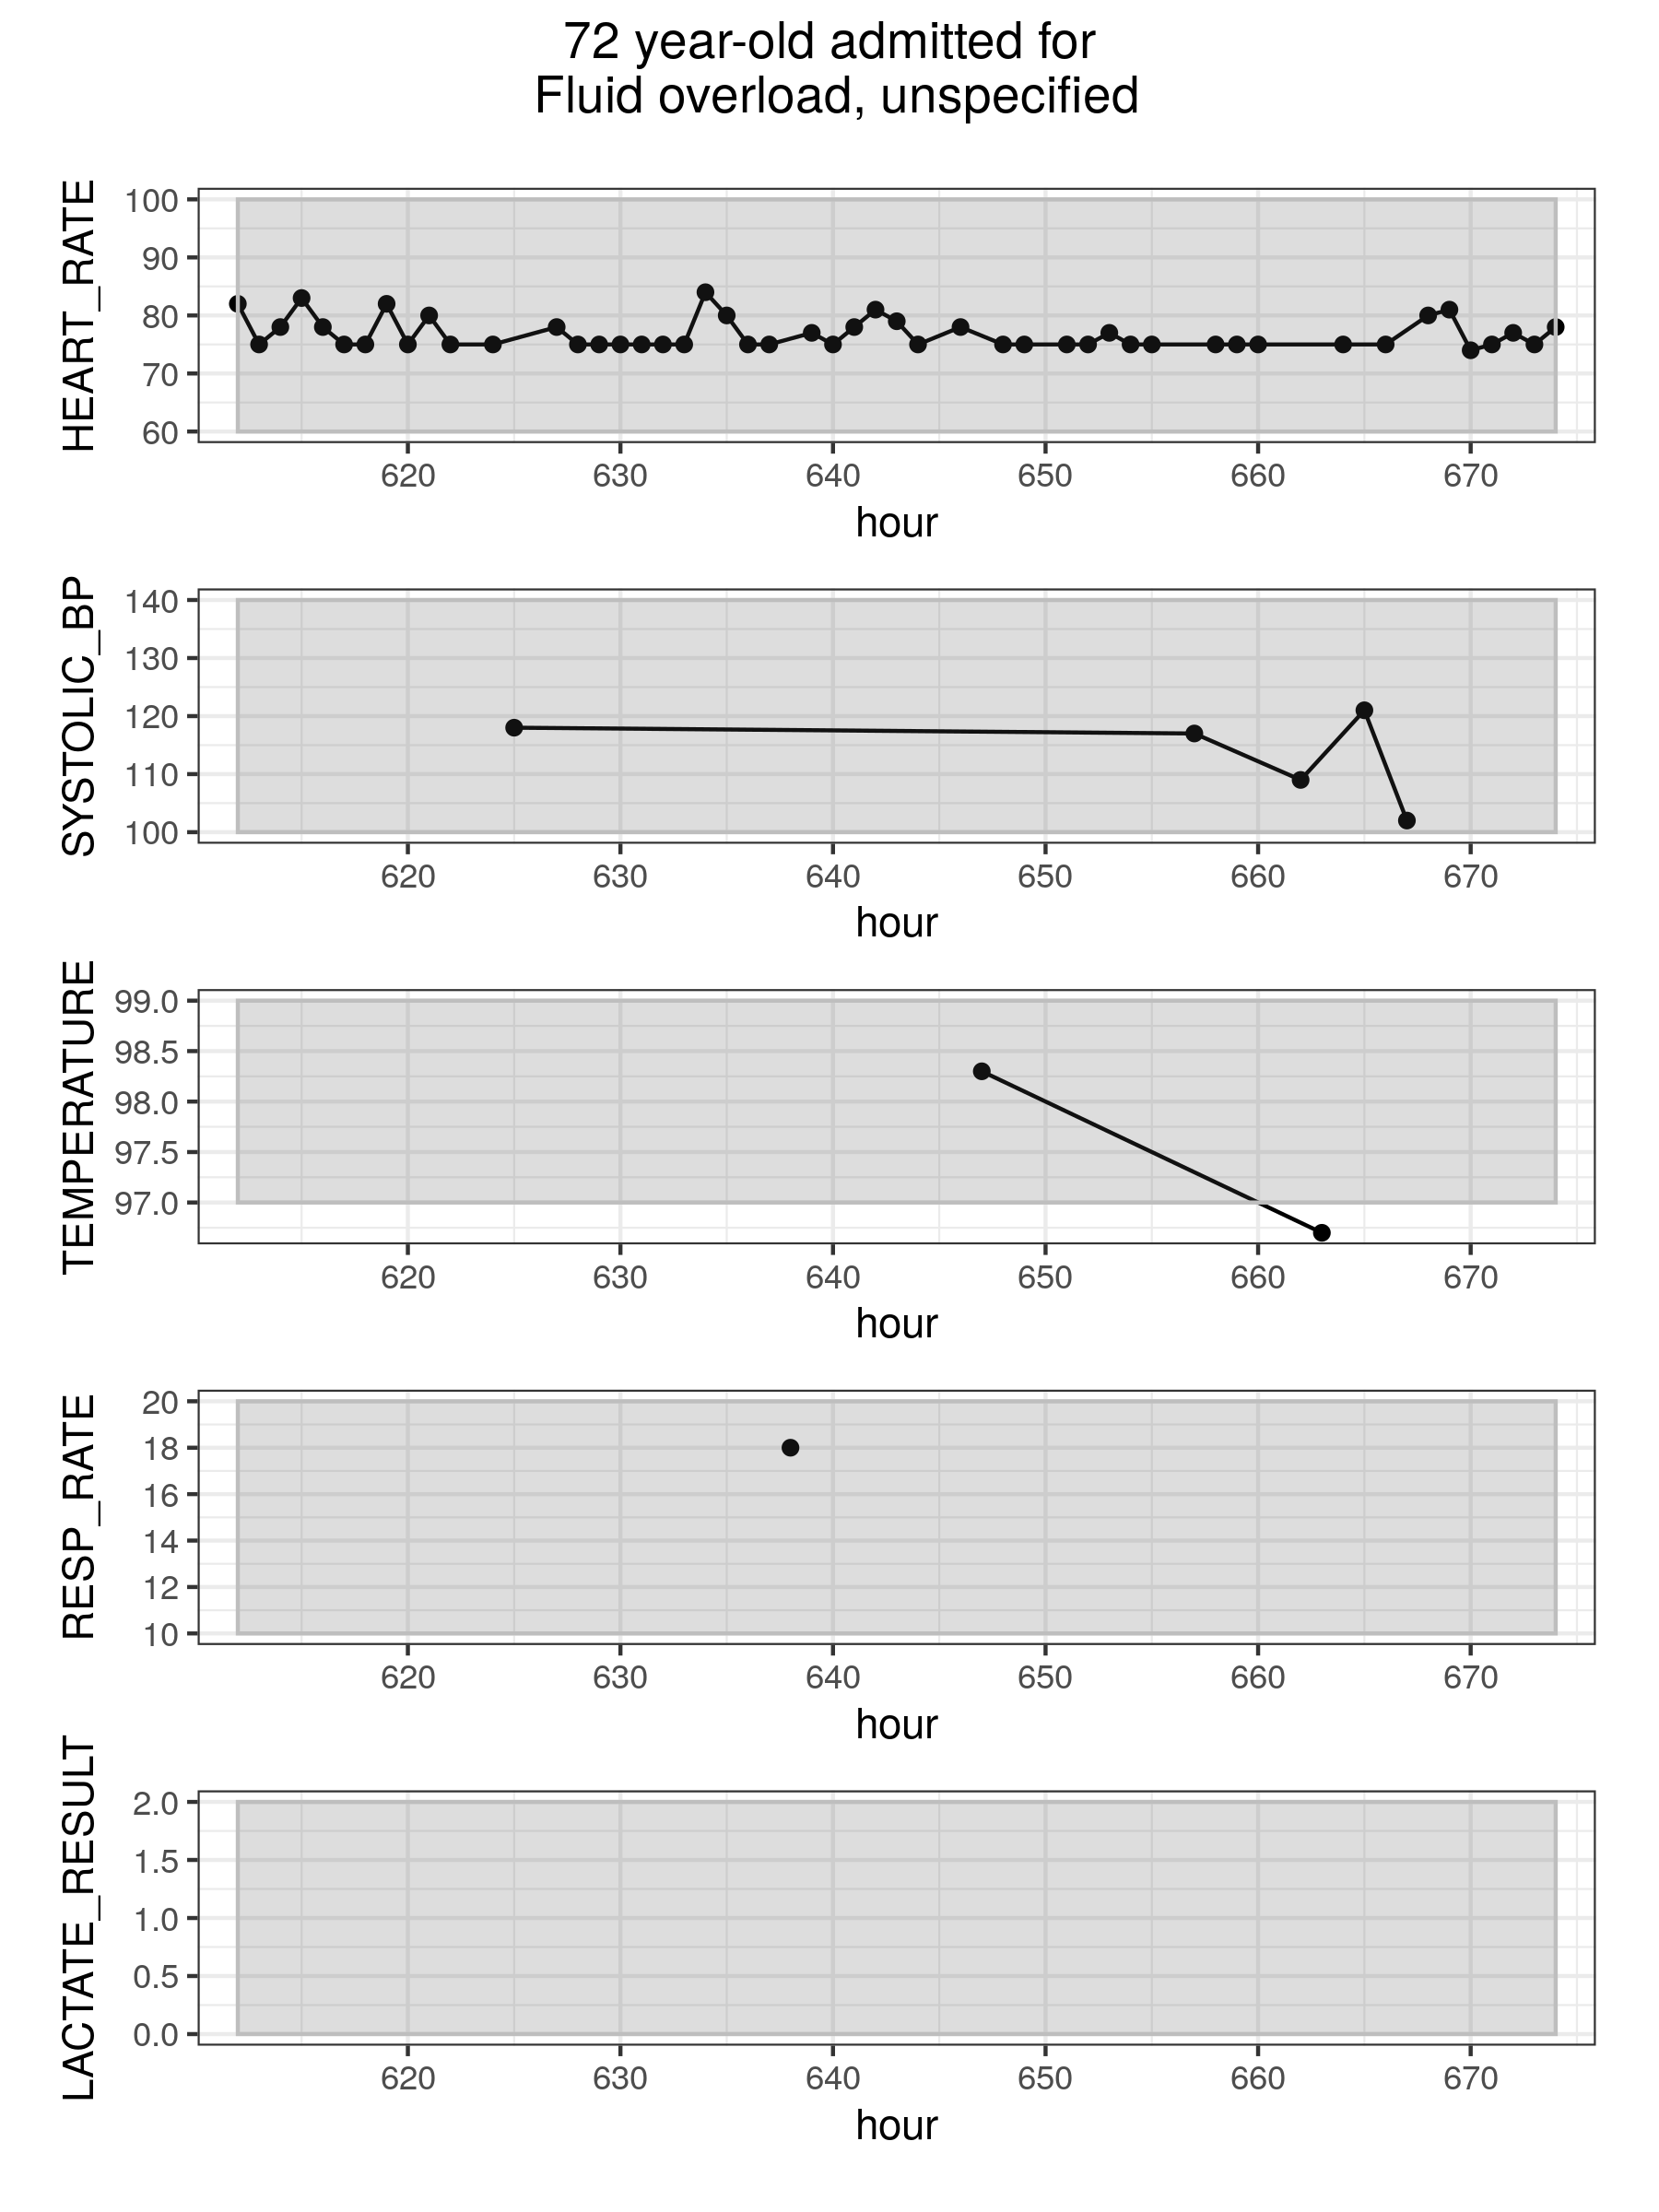 72 year-old admitted for
Fluid overload, unspecified
HEART_RATE
100
90
80
70
60
620 630 640 650 660 670
hour
SYSTOLIC_BP
140
130
120
110
100
620 630 640 650 660 670
hour
TEMPERATURE
99.0
98.5
98.0
97.5
97.0
620 630 640 650 660 670
hour
RESP_RATE
20
18
16
14
12
10
620 630 640 650 660 670
hour
LACTATE_RESULT
2.0
1.5
1.0
0.5
0.0
620 630 640 650 660 670
hour